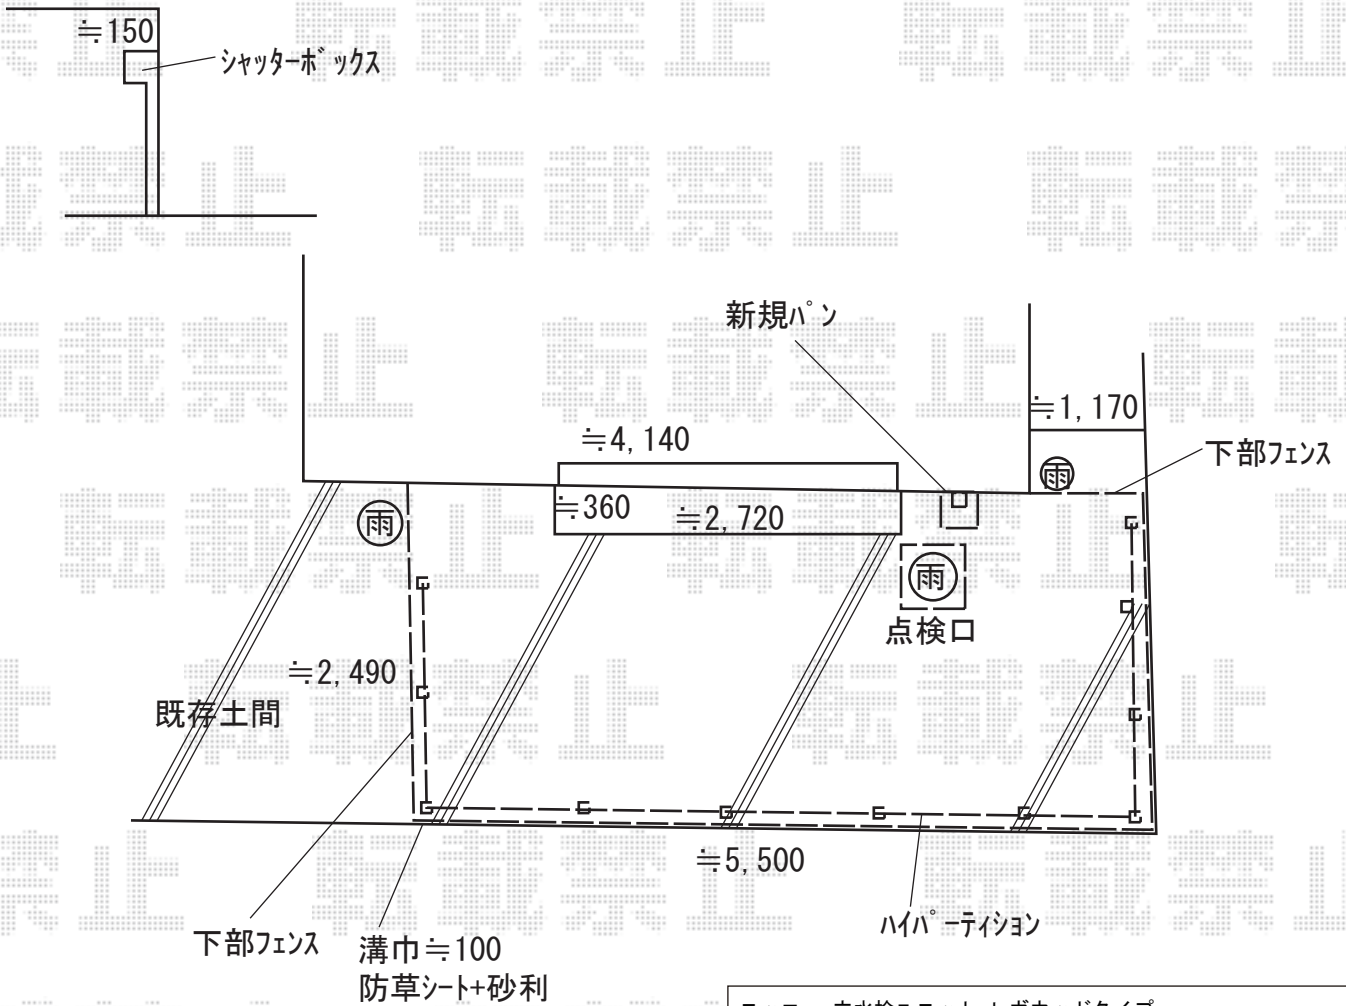 ≒150
シャッターボックス
新規パン
≒1,170
≒4,140
下部フェンス
雨
≒360
≒2,720
雨
雨
点検口
≒2,490
既存土間
≒5,500
下部フェンス
溝巾≒100
防草シート+砂利
ハイパーティション
転載禁止